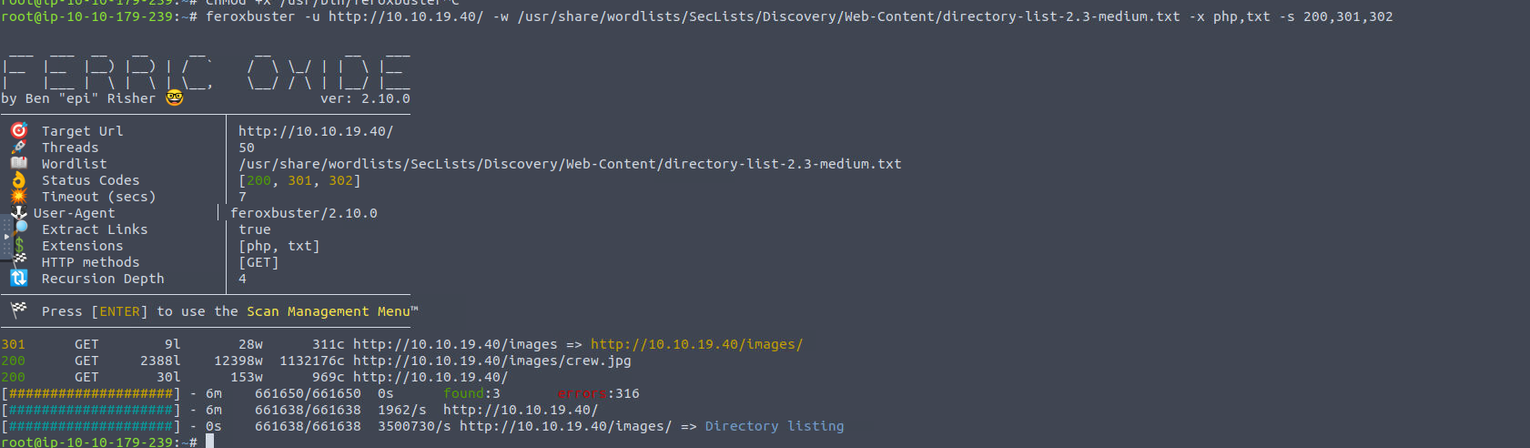 root@ip-10-10-179-239:~# chmod +x /usr/bin/feroxbuster^C
root@ip-10-10-179-239:~# feroxbuster -u http://10.10.19.40/ -w /usr/share/wordlists/SecLists/Discovery/Web-Content/directory-list-2.3-medium.txt -x php,txt -s 200,301,302
FERRIC OXIDE
by Ben "epi" Risher 🤓 ver: 2.10.0
🎯 Target Url │ http://10.10.19.40/
🚀 Threads │ 50
📖 Wordlist │ /usr/share/wordlists/SecLists/Discovery/Web-Content/directory-list-2.3-medium.txt
👌 Status Codes │ [200, 301, 302]
💥 Timeout (secs) │ 7
User-Agent │ feroxbuster/2.10.0
🔎 Extract Links │ true
💲 Extensions │ [php, txt]
🏁 HTTP methods │ [GET]
🔃 Recursion Depth │ 4
🏁 Press [ENTER] to use the Scan Management Menu™
301 GET 9l 28w 311c http://10.10.19.40/images => http://10.10.19.40/images/
200 GET 2388l 12398w 1132176c http://10.10.19.40/images/crew.jpg
200 GET 30l 153w 969c http://10.10.19.40/
[####################] - 6m 661650/661650 0s found:3 errors:316
[####################] - 6m 661638/661638 1962/s http://10.10.19.40/
[####################] - 0s 661638/661638 3500730/s http://10.10.19.40/images/ => Directory listing
root@ip-10-10-179-239:~#